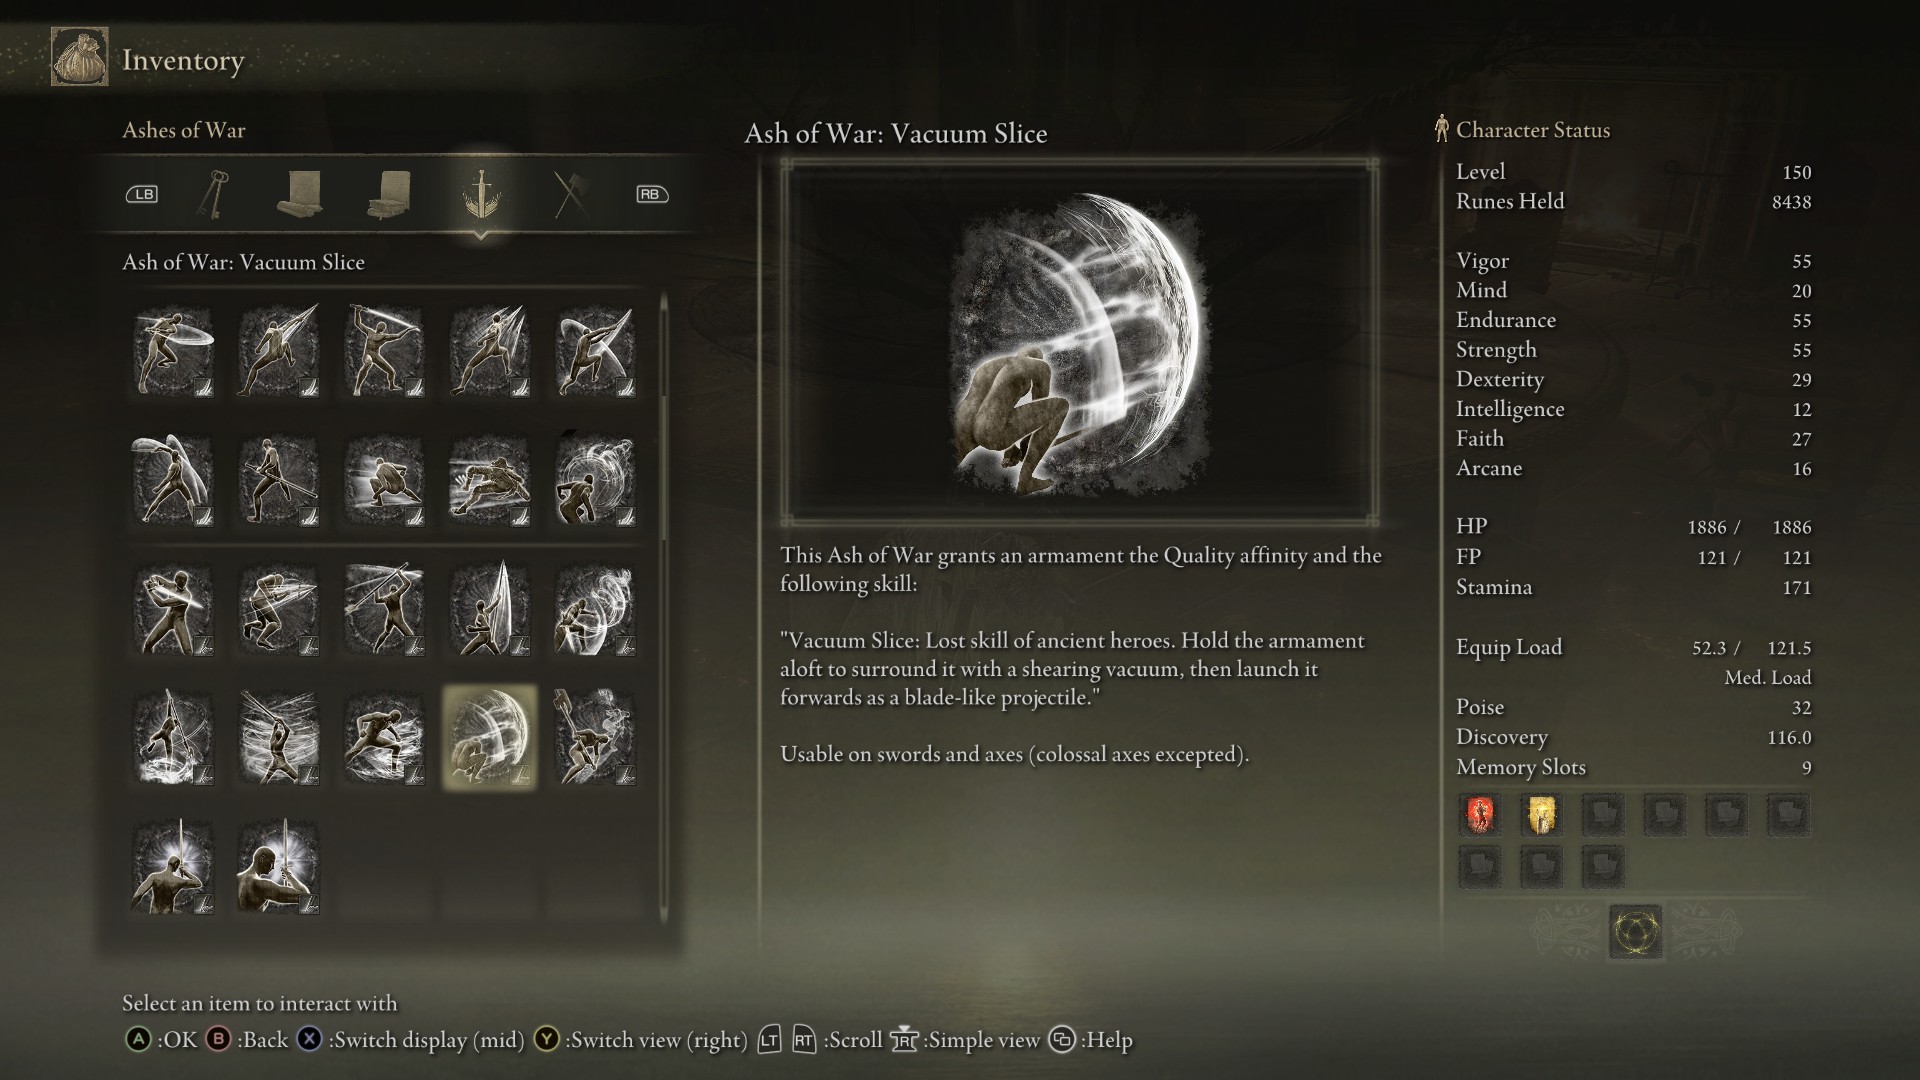 Inventory
Ashes of War
LB
RB
Ash of War: Vacuum Slice
Ash of War: Vacuum Slice
This Ash of War grants an armament the Quality affinity and the
following skill:
"Vacuum Slice: Lost skill of ancient heroes. Hold the armament
aloft to surround it with a shearing vacuum, then launch it
forwards as a blade-like projectile."
Usable on swords and axes (colossal axes excepted).
Character Status
Level 150
Runes Held 8438
Vigor 55
Mind 20
Endurance 55
Strength 55
Dexterity 29
Intelligence 12
Faith 27
Arcane 16
HP 1886 / 1886
FP 121 / 121
Stamina 171
Equip Load 52.3 / 121.5
Med. Load
Poise 32
Discovery 116.0
Memory Slots 9
Select an item to interact with
A :OK B :Back X :Switch display (mid) Y :Switch view (right) LT RT :Scroll R :Simple view :Help